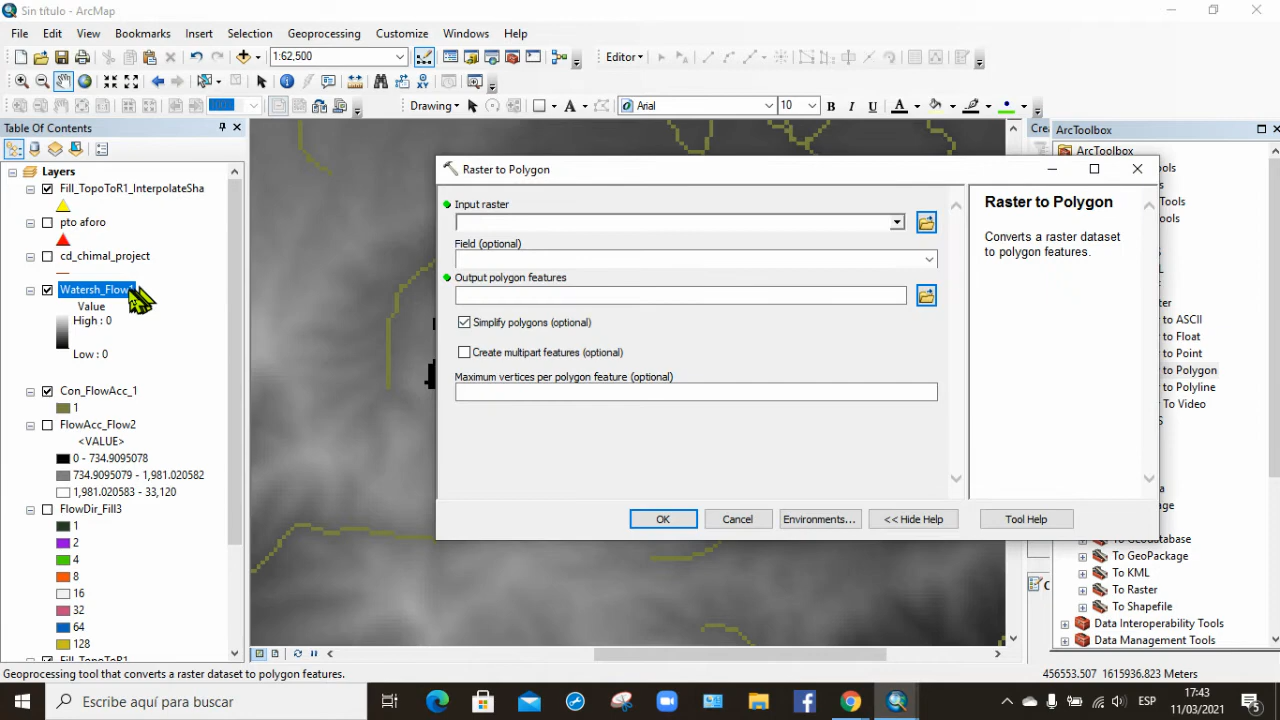 Sin título - ArcMap
File Edit View Bookmarks Insert Selection Geoprocessing Customize Windows Help
1:62,500
Editor
Drawing
Arial
10
B I U A
Table Of Contents
Layers
Fill_TopoToR1_InterpolateSha
pto aforo
cd_chimal_project
Watersh_Flow1
Value
High : 0
Low : 0
Con_FlowAcc_1
1
FlowAcc_Flow2
<VALUE>
0 - 734.9095078
734.9095079 - 1,981.020582
1,981.020583 - 33,120
FlowDir_Fill3
1
2
4
8
16
32
64
128
Fill_TopoToR1
Raster to Polygon
Input raster
Field (optional)
Output polygon features
Simplify polygons (optional)
Create multipart features (optional)
Maximum vertices per polygon feature (optional)
OK
Cancel
Environments...
<< Hide Help
Tool Help
Raster to Polygon
Converts a raster dataset
to polygon features.
Crea
ArcToolbox
ArcToolbox
ools
Tools
ools
to ASCII
to Float
to Point
to Polygon
to Polyline
To Video
a
ge
To Geodatabase
To GeoPackage
To KML
To Raster
To Shapefile
Data Interoperability Tools
Data Management Tools
Geoprocessing tool that converts a raster dataset to polygon features.
456553.507 1615936.823 Meters
Escribe aquí para buscar
ESP
17:43
11/03/2021
5